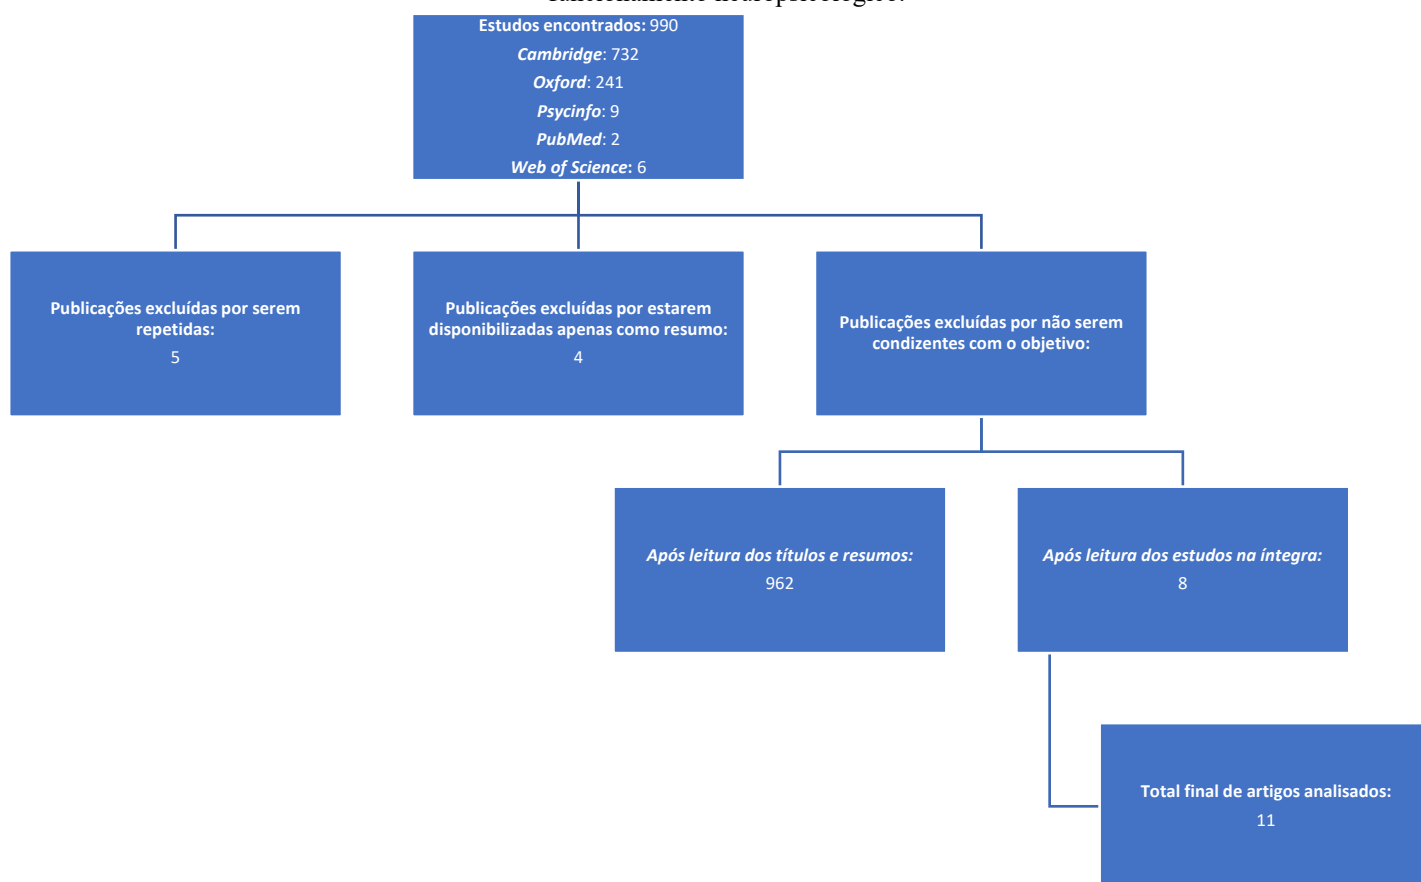 funcionamento neuropsicológico.
Estudos encontrados: 990
Cambridge: 732
Oxford: 241
Psycinfo: 9
PubMed: 2
Web of Science: 6
Publicações excluídas por serem
repetidas:
5
Publicações excluídas por estarem
disponibilizadas apenas como resumo:
4
Publicações excluídas por não serem
condizentes com o objetivo:
Após leitura dos títulos e resumos:
962
Após leitura dos estudos na íntegra:
8
Total final de artigos analisados:
11